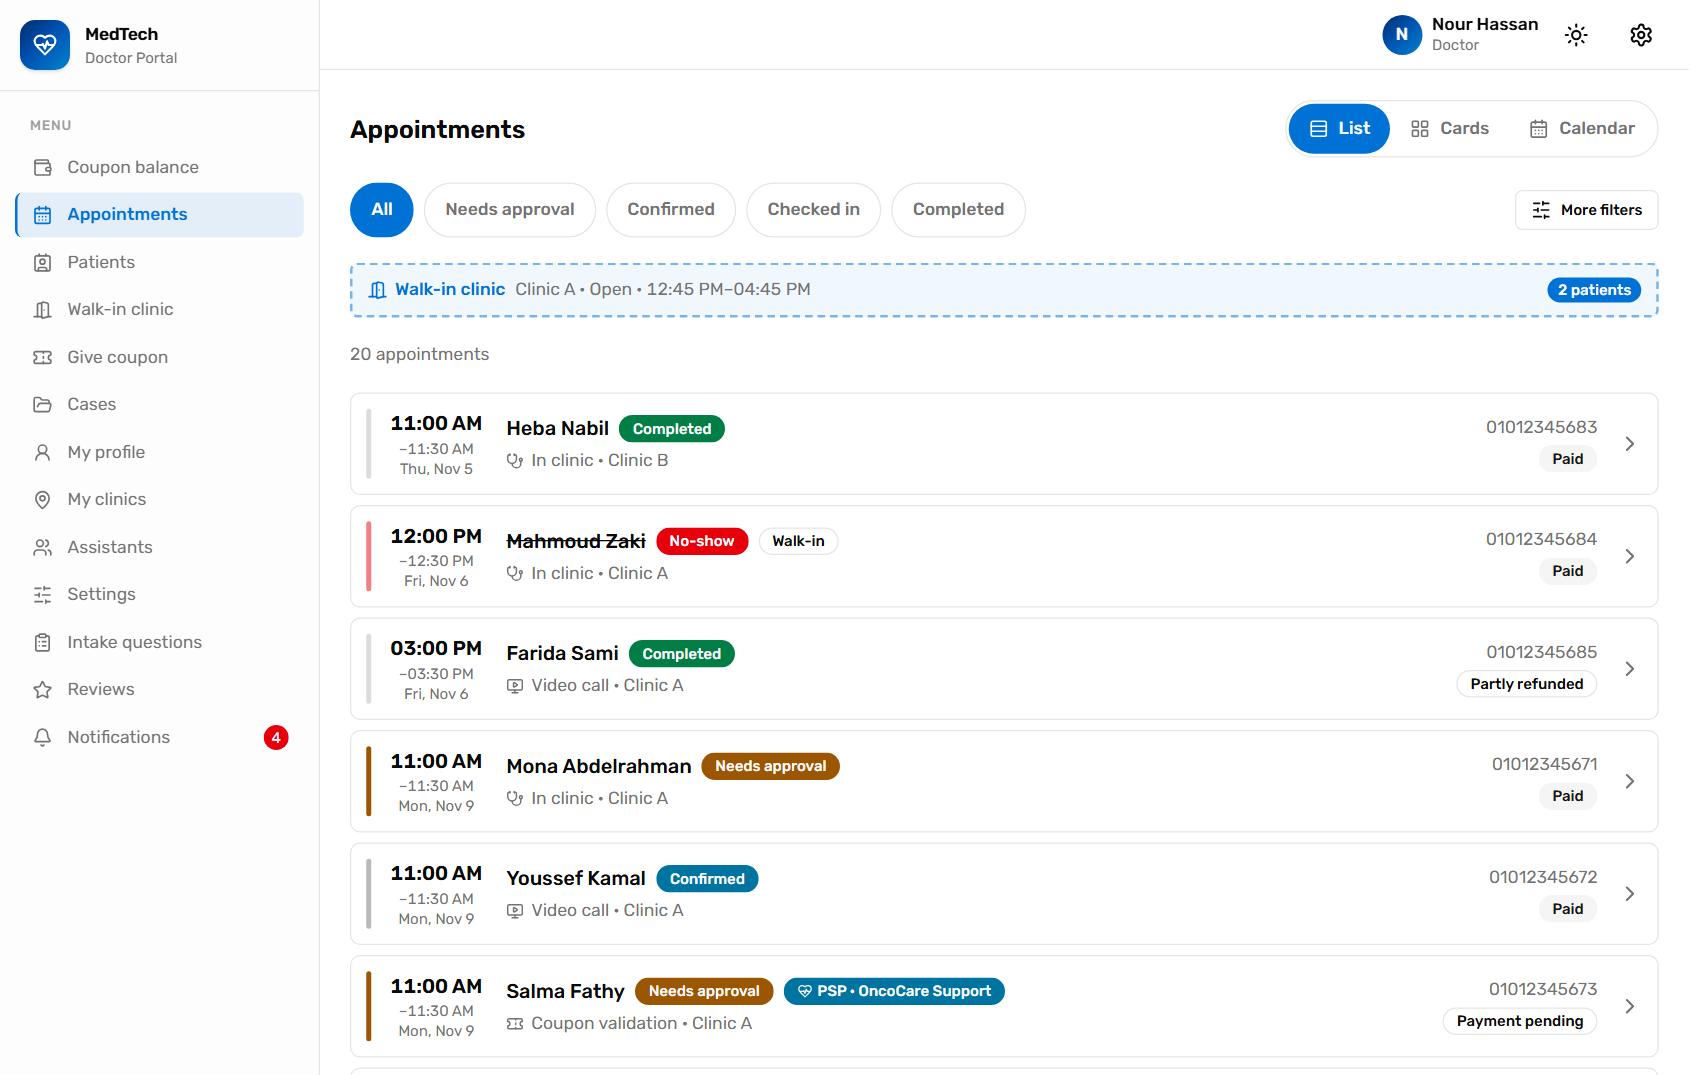 MedTech
Doctor Portal
MENU
Coupon balance
Appointments
Patients
Walk-in clinic
Give coupon
Cases
My profile
My clinics
Assistants
Settings
Intake questions
Reviews
Notifications 4
N Nour Hassan
Doctor
Appointments
List Cards Calendar
All Needs approval Confirmed Checked in Completed
More filters
Walk-in clinic Clinic A • Open • 12:45 PM–04:45 PM 2 patients
20 appointments
11:00 AM
–11:30 AM
Thu, Nov 5
Heba Nabil Completed
In clinic • Clinic B
01012345683
Paid
12:00 PM
–12:30 PM
Fri, Nov 6
Mahmoud Zaki No-show Walk-in
In clinic • Clinic A
01012345684
Paid
03:00 PM
–03:30 PM
Fri, Nov 6
Farida Sami Completed
Video call • Clinic A
01012345685
Partly refunded
11:00 AM
–11:30 AM
Mon, Nov 9
Mona Abdelrahman Needs approval
In clinic • Clinic A
01012345671
Paid
11:00 AM
–11:30 AM
Mon, Nov 9
Youssef Kamal Confirmed
Video call • Clinic A
01012345672
Paid
11:00 AM
–11:30 AM
Mon, Nov 9
Salma Fathy Needs approval PSP • OncoCare Support
Coupon validation • Clinic A
01012345673
Payment pending